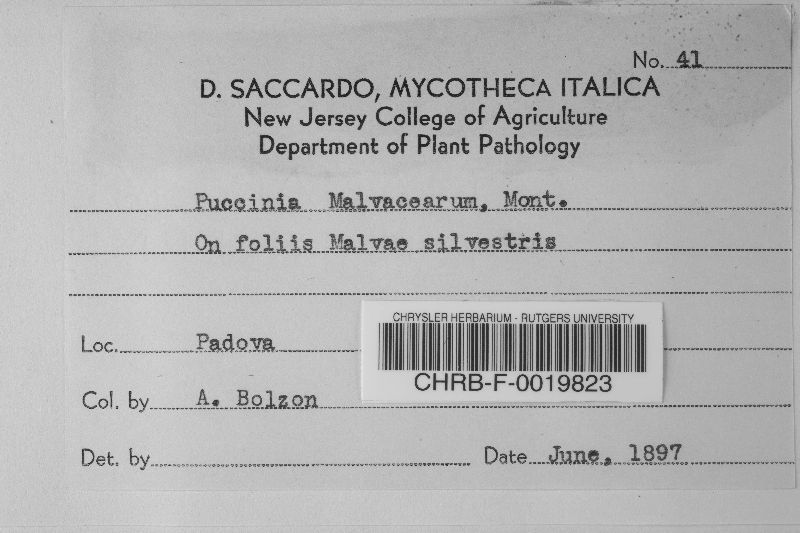 No. 41
D. SACCARDO, MYCOTHECA ITALICA
New Jersey College of Agriculture
Department of Plant Pathology
Puccinia Malvacearum, Mont.
On foliis Malvae silvestris
CHRYSLER HERBARIUM - RUTGERS UNIVERSITY
Loc. Padova
CHRB-F-0019823
Col. by A. Bolzon
Det. by Date June, 1897